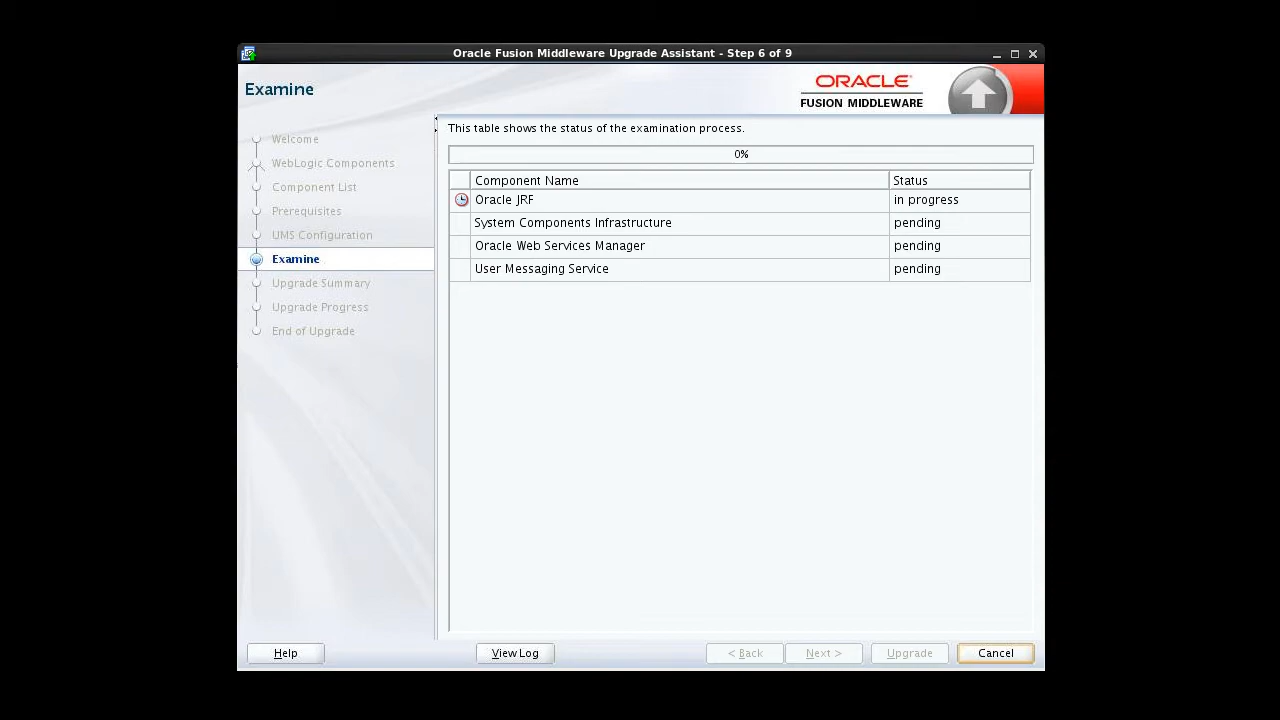 Oracle Fusion Middleware Upgrade Assistant - Step 6 of 9
Examine
ORACLE
FUSION MIDDLEWARE
Welcome
WebLogic Components
Component List
Prerequisites
UMS Configuration
Examine
Upgrade Summary
Upgrade Progress
End of Upgrade
This table shows the status of the examination process.
0%
Component Name Status
Oracle JRF in progress
System Components Infrastructure pending
Oracle Web Services Manager pending
User Messaging Service pending
Help View Log < Back Next > Upgrade Cancel